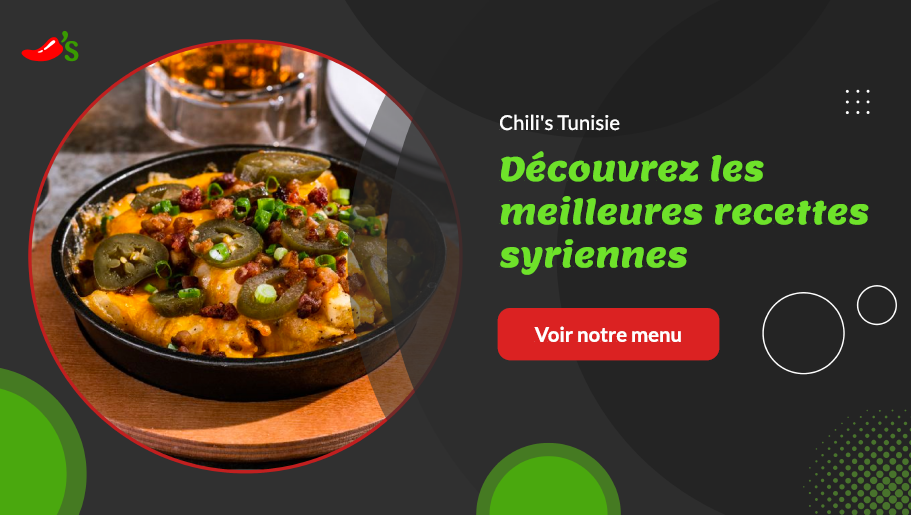 's
Chili's Tunisie
Découvrez les
meilleures recettes
syriennes
Voir notre menu